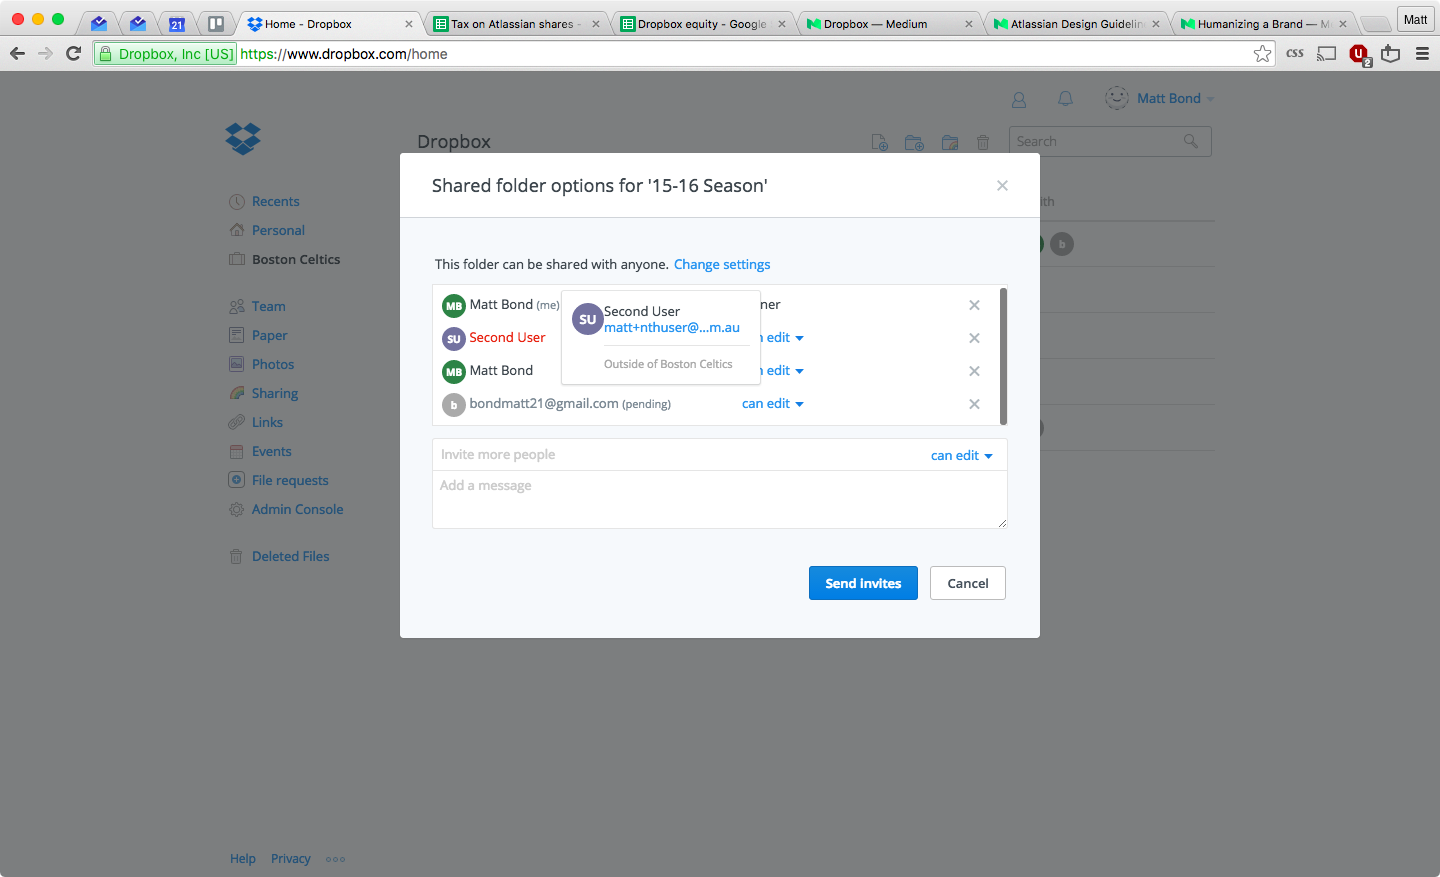 Home - Dropbox
Tax on Atlassian shares -
Dropbox equity - Google
Dropbox — Medium
Atlassian Design Guideline
Humanizing a Brand — M
Matt
21
Dropbox, Inc [US] https://www.dropbox.com/home
css
U
2
Matt Bond
Dropbox
Search
Recents
Personal
Boston Celtics
Team
Paper
Photos
Sharing
Links
Events
File requests
Admin Console
Deleted Files
ith
b
Shared folder options for '15-16 Season'
This folder can be shared with anyone. Change settings
MB Matt Bond (me)
ner
SU Second User
n edit
MB Matt Bond
n edit
b bondmatt21@gmail.com (pending) can edit
SU
Second User
matt+nthuser@...m.au
Outside of Boston Celtics
Invite more people can edit
Add a message
Send invites Cancel
Help Privacy